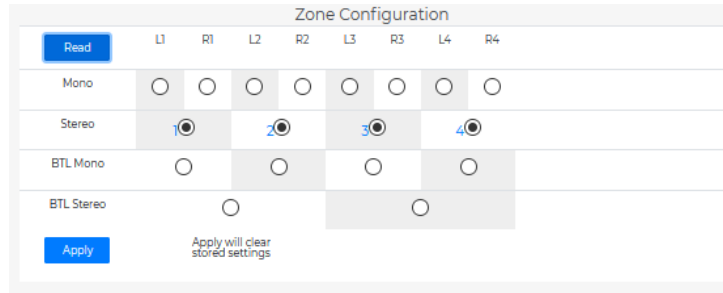 Zone Configuration
Read L1 R1 L2 R2 L3 R3 L4 R4
Mono
Stereo 1 2 3 4
BTL Mono
BTL Stereo
Apply Apply will clear
stored settings